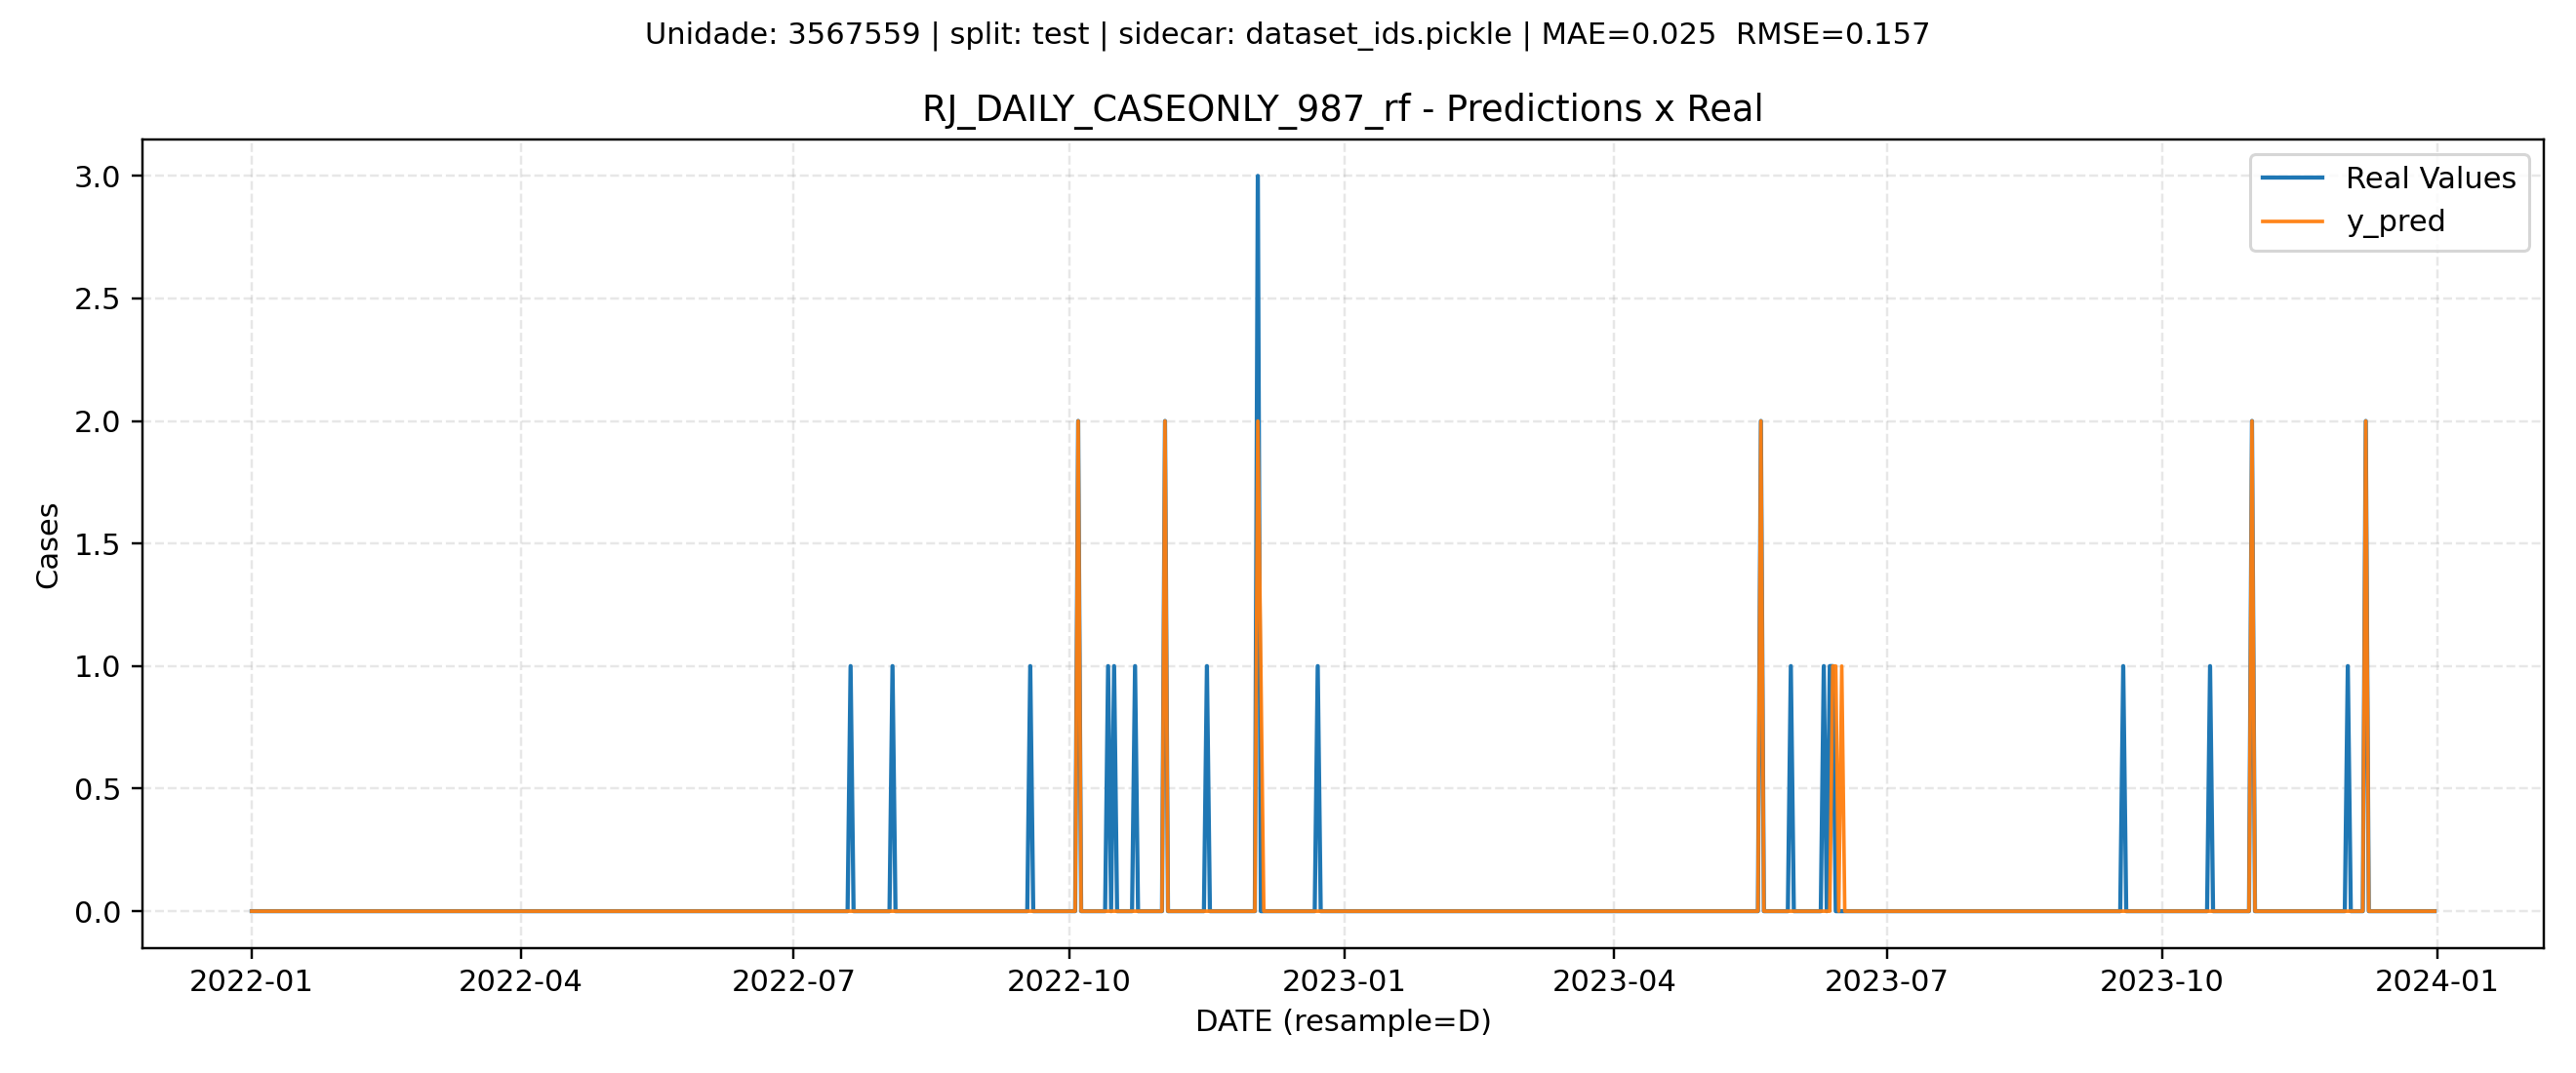 Unidade: 3567559 | split: test | sidecar: dataset_ids.pickle | MAE=0.025  RMSE=0.157
RJ_DAILY_CASEONLY_987_rf - Predictions x Real
Real Values
y_pred
3.0
2.5
2.0
1.5
1.0
0.5
0.0
Cases
2022-01
2022-04
2022-07
2022-10
2023-01
2023-04
2023-07
2023-10
2024-01
DATE (resample=D)